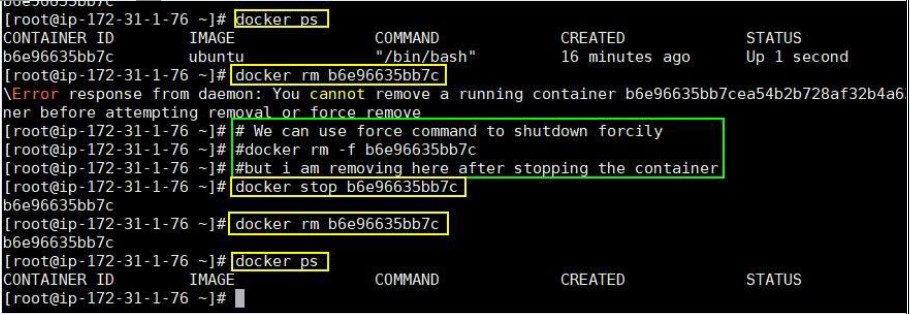 b6e96635bb7c
[root@ip-172-31-1-76 ~]# docker ps
CONTAINER ID IMAGE COMMAND CREATED STATUS
b6e96635bb7c ubuntu "/bin/bash" 16 minutes ago Up 1 second
[root@ip-172-31-1-76 ~]# docker rm b6e96635bb7c
\Error response from daemon: You cannot remove a running container b6e96635bb7cea54b2b728af32b4a6
ner before attempting removal or force remove
[root@ip-172-31-1-76 ~]# # We can use force command to shutdown forcily
[root@ip-172-31-1-76 ~]# #docker rm -f b6e96635bb7c
[root@ip-172-31-1-76 ~]# #but i am removing here after stopping the container
[root@ip-172-31-1-76 ~]# docker stop b6e96635bb7c
b6e96635bb7c
[root@ip-172-31-1-76 ~]# docker rm b6e96635bb7c
b6e96635bb7c
[root@ip-172-31-1-76 ~]# docker ps
CONTAINER ID IMAGE COMMAND CREATED STATUS
[root@ip-172-31-1-76 ~]#